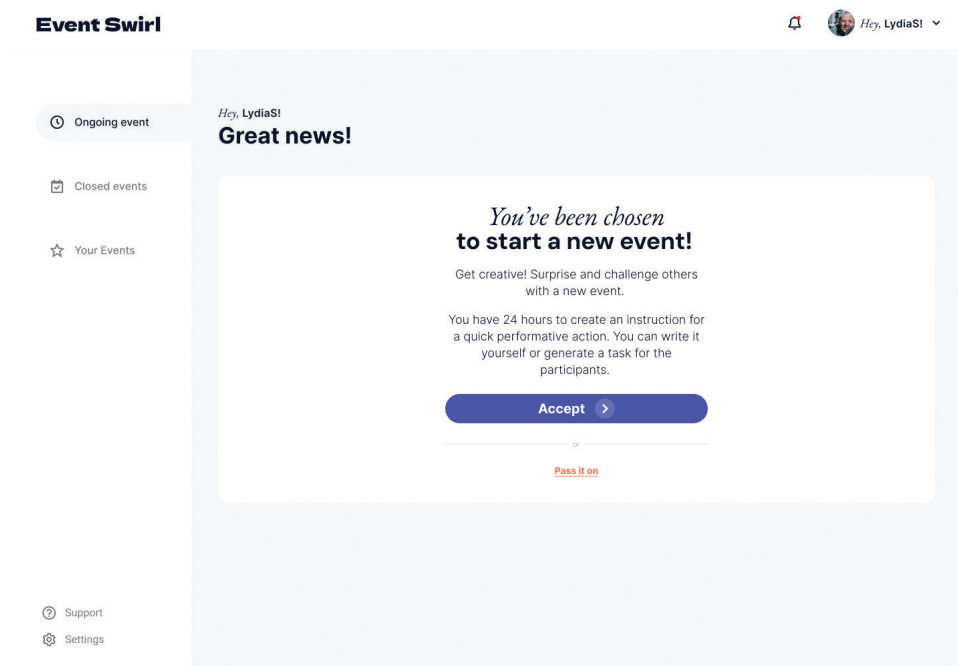 Event Swirl
Hey, LydiaS!
Ongoing event
Closed events
Your Events
Support
Settings
Hey, LydiaS!
Great news!
You've been chosen
to start a new event!
Get creative! Surprise and challenge others
with a new event.
You have 24 hours to create an instruction for
a quick performative action. You can write it
yourself or generate a task for the
participants.
Accept
or
Pass it on